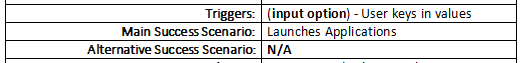 Triggers: (input option) - User keys in values
Main Success Scenario: Launches Applications
Alternative Success Scenario: N/A